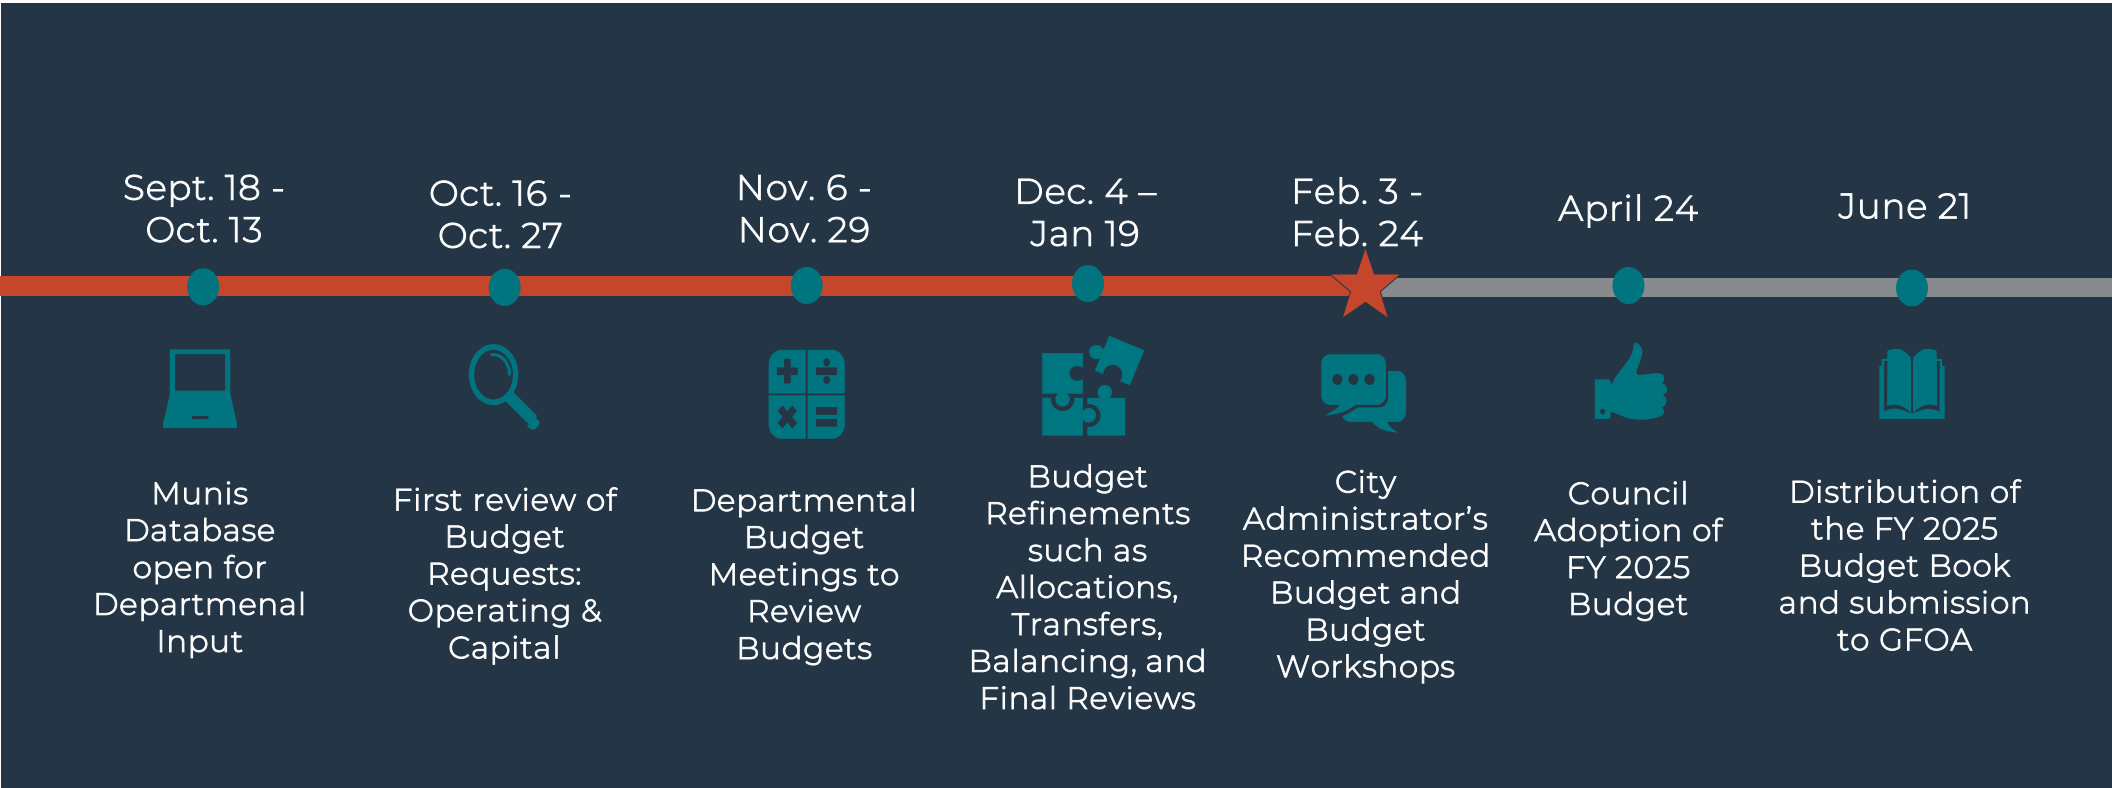 Sept. 18 -
Oct. 13
Oct. 16 -
Oct. 27
Nov. 6 -
Nov. 29
Dec. 4 –
Jan 19
Feb. 3 -
Feb. 24
April 24
June 21
Munis
Database
open for
Departmenal
Input
First review of
Budget
Requests:
Operating &
Capital
Departmental
Budget
Meetings to
Review
Budgets
Budget
Refinements
such as
Allocations,
Transfers,
Balancing, and
Final Reviews
City
Administrator’s
Recommended
Budget and
Budget
Workshops
Council
Adoption of
FY 2025
Budget
Distribution of
the FY 2025
Budget Book
and submission
to GFOA